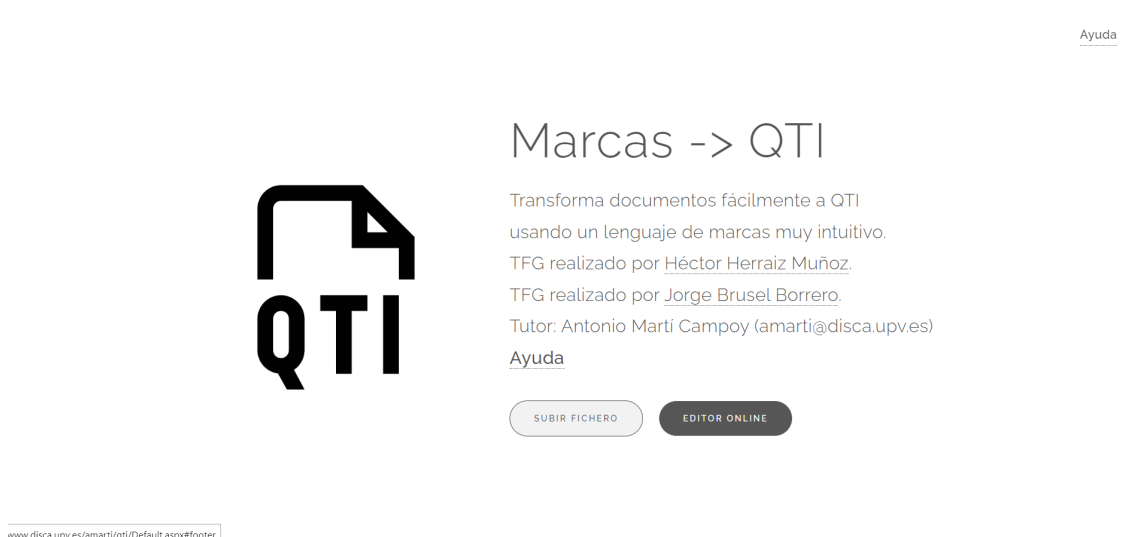 Ayuda
Marcas -> QTI
Transforma documentos fácilmente a QTI
usando un lenguaje de marcas muy intuitivo.
TFG realizado por Héctor Herraiz Muñoz.
TFG realizado por Jorge Brusel Borrero.
Tutor: Antonio Martí Campoy (amarti@disca.upv.es)
Ayuda
SUBIR FICHERO
EDITOR ONLINE
QTI
www.disca.upv.es/amarti/qti/Default.aspx#footer